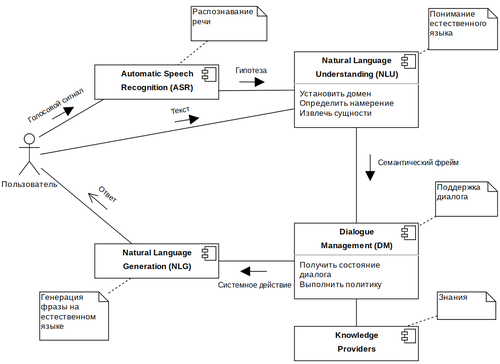 Распознавание
речи
Понимание
естественного
языка
Automatic Speech
Recognition (ASR)
Гипотеза
Natural Language
Understanding (NLU)
Установить домен
Определить намерение
Извлечь сущности
Голосовой сигнал
Текст
Пользователь
Семантический фрейм
Ответ
Поддержка
диалога
Dialogue
Management (DM)
Получить состояние
диалога
Выполнить политику
Natural Language
Generation (NLG)
Системное действие
Генерация
фразы на
естественном
языке
Знания
Knowledge
Providers